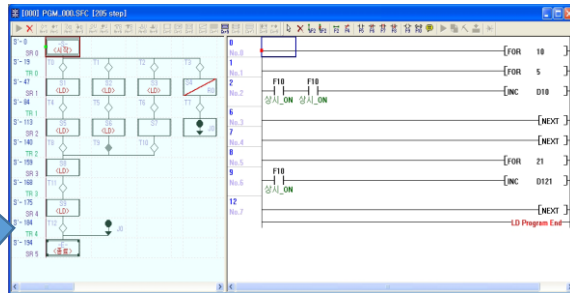 [000] PGM_000.SFC [205 step]
S'- 0
SR 0
(시작)
S'- 19
TR 0
T0
T1
T2
T3
S'- 47
SR 1
S1
(LD)
S2
(LD)
S3
(LD)
S4
S'- 84
TR 1
T4
T5
T6
T7
S'- 113
SR 2
S5
(LD)
S6
(LD)
S7
J0
S'- 140
TR 2
T8
T9
T10
S'- 159
SR 3
S8
(LD)
S'- 168
TR 3
T11
S'- 175
SR 4
S9
(LD)
S'- 184
TR 4
T12
J0
S'- 194
SR 5
(종료)
0
No.0
FOR 10
1
No.1
FOR 5
2
No.2
F10
상시_ON
F10
상시_ON
INC D10
6
No.3
NEXT
7
No.4
NEXT
8
No.5
FOR 21
9
No.6
F10
상시_ON
INC D121
12
No.7
NEXT
LD Program End